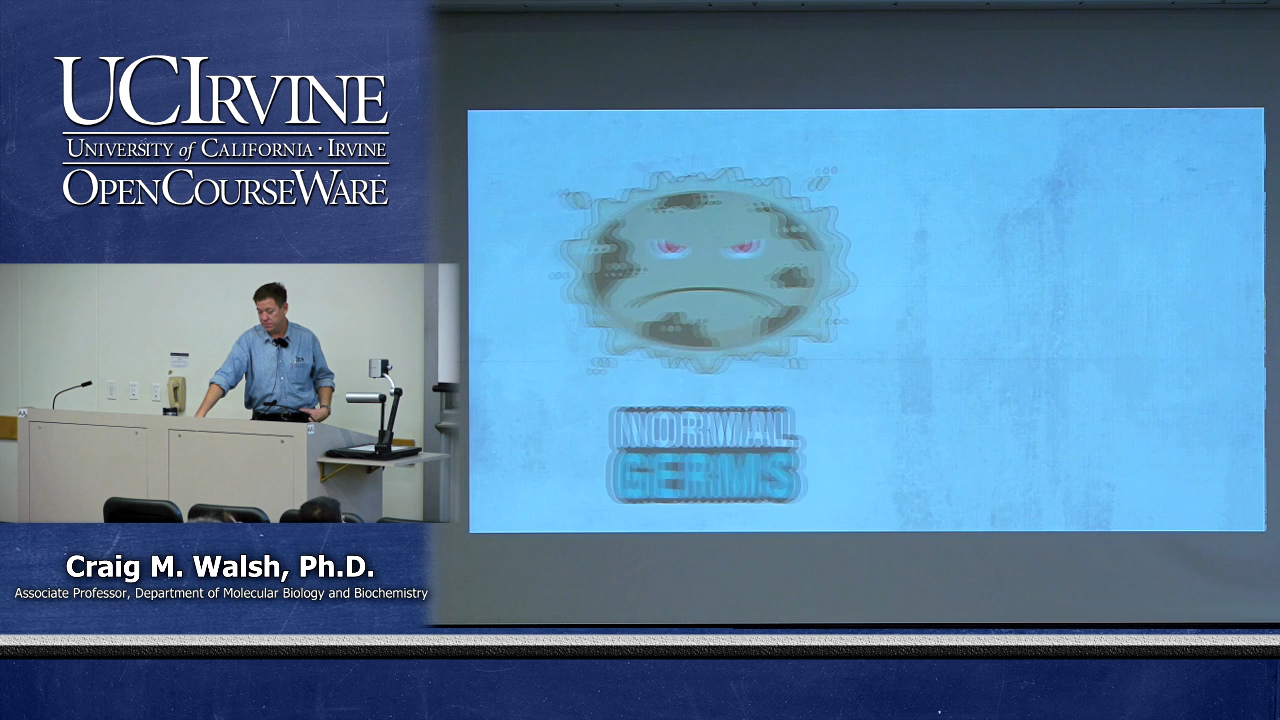 UCIRVINE
UNIVERSITY of CALIFORNIA · IRVINE
OPENCOURSEWARE
NORMAL
GERMS
Craig M. Walsh, Ph.D.
Associate Professor, Department of Molecular Biology and Biochemistry